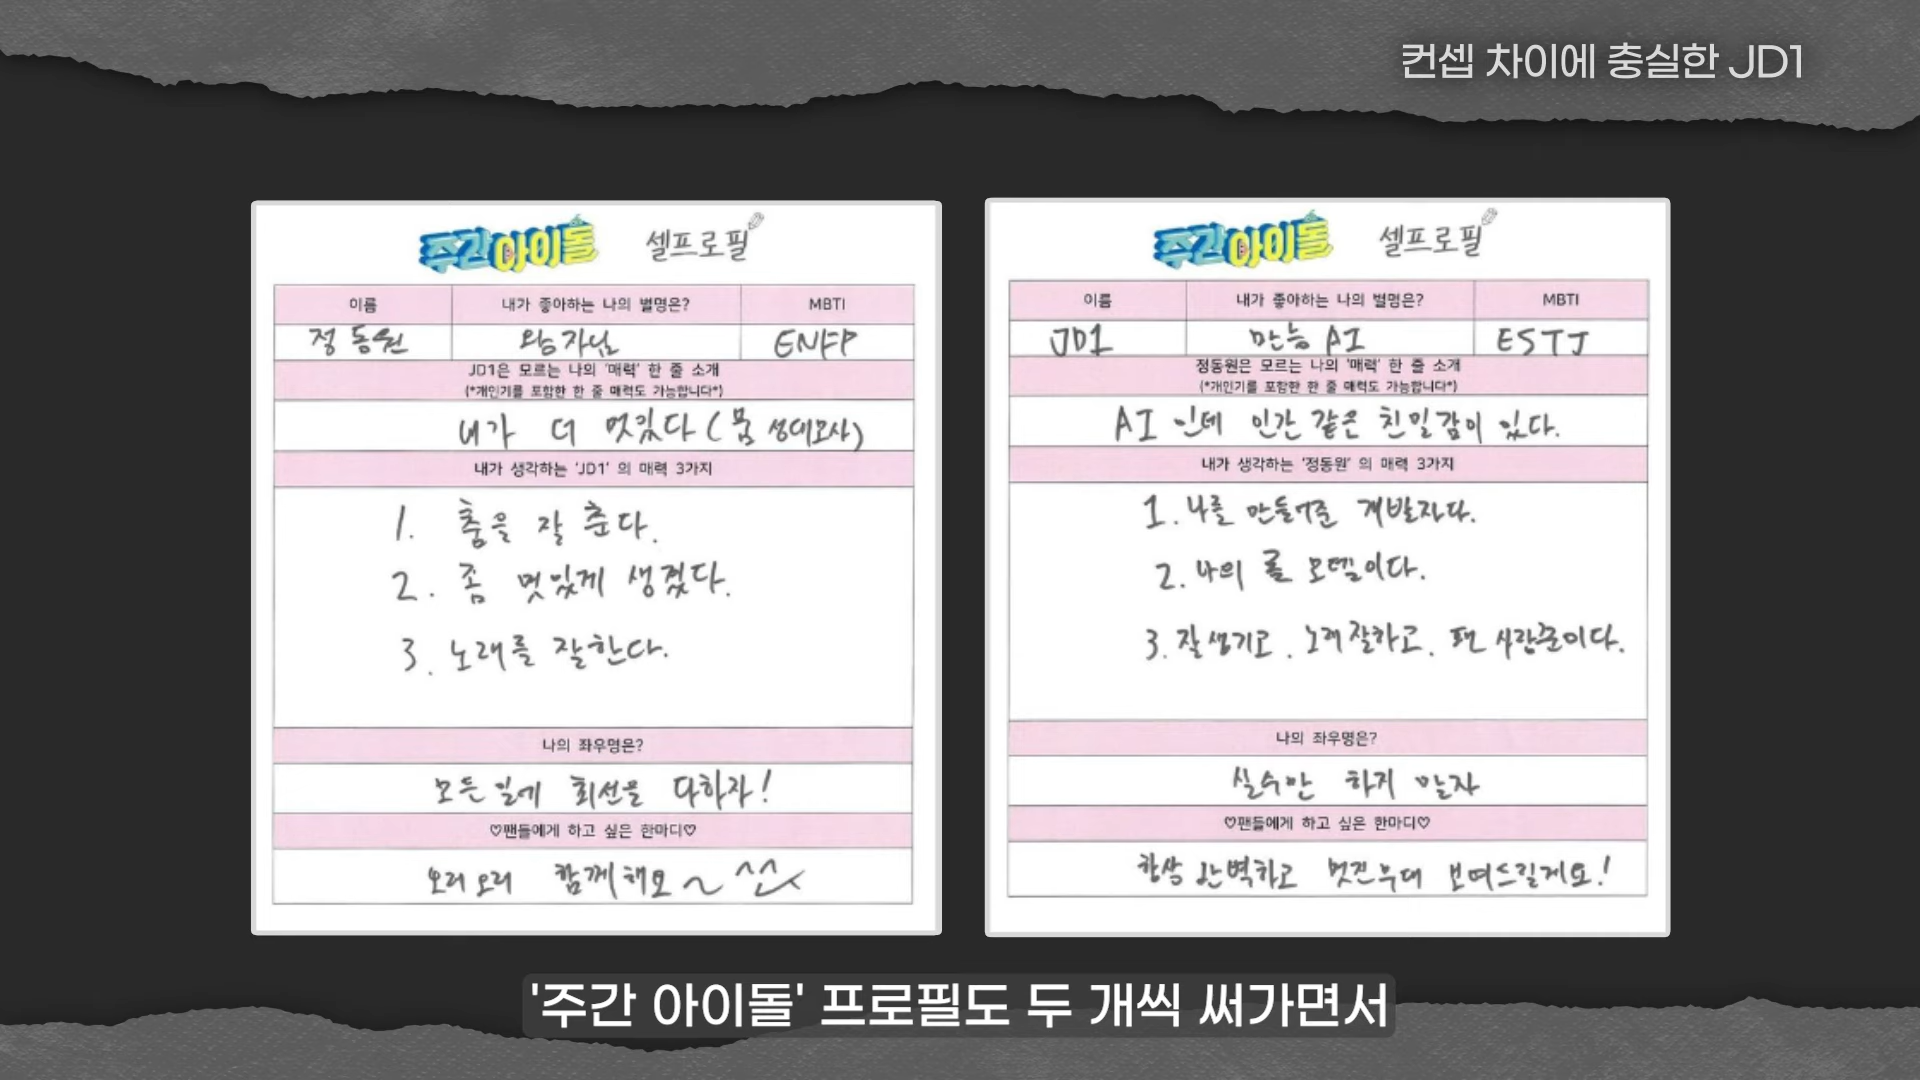 컨셉 차이에 충실한 JD1
주간아이돌 셀프로필
이름 내가 좋아하는 나의 별명은? MBTI
정동원 왕자님 ENFP
JD1은 모르는 나의 '매력' 한 줄 소개
(*개인기를 포함한 한 줄 매력도 가능합니다*)
내가 더 멋있다 (뭉 성대모사)
내가 생각하는 'JD1' 의 매력 3가지
1. 춤을 잘 춘다.
2. 좀 멋있게 생겼다.
3. 노래를 잘한다.
나의 좌우명은?
모든일에 최선을 다하자!
♡팬들에게 하고 싶은 한마디♡
오래오래 함께해요~ ^^
주간아이돌 셀프로필
이름 내가 좋아하는 나의 별명은? MBTI
JD1 만능 AI ESTJ
정동원은 모르는 나의 '매력' 한 줄 소개
(*개인기를 포함한 한 줄 매력도 가능합니다*)
AI 인데 인간 같은 친밀감이 있다.
내가 생각하는 '정동원' 의 매력 3가지
1. 나를 만들어준 개발자다.
2. 나의 롤 모델이다.
3. 잘생기고. 노래잘하고. 팬 사랑꾼이다.
나의 좌우명은?
실수만 하지 말자
♡팬들에게 하고 싶은 한마디♡
항상 완벽하고 멋진무대 보여드릴게요!
'주간 아이돌' 프로필도 두 개씩 써가면서